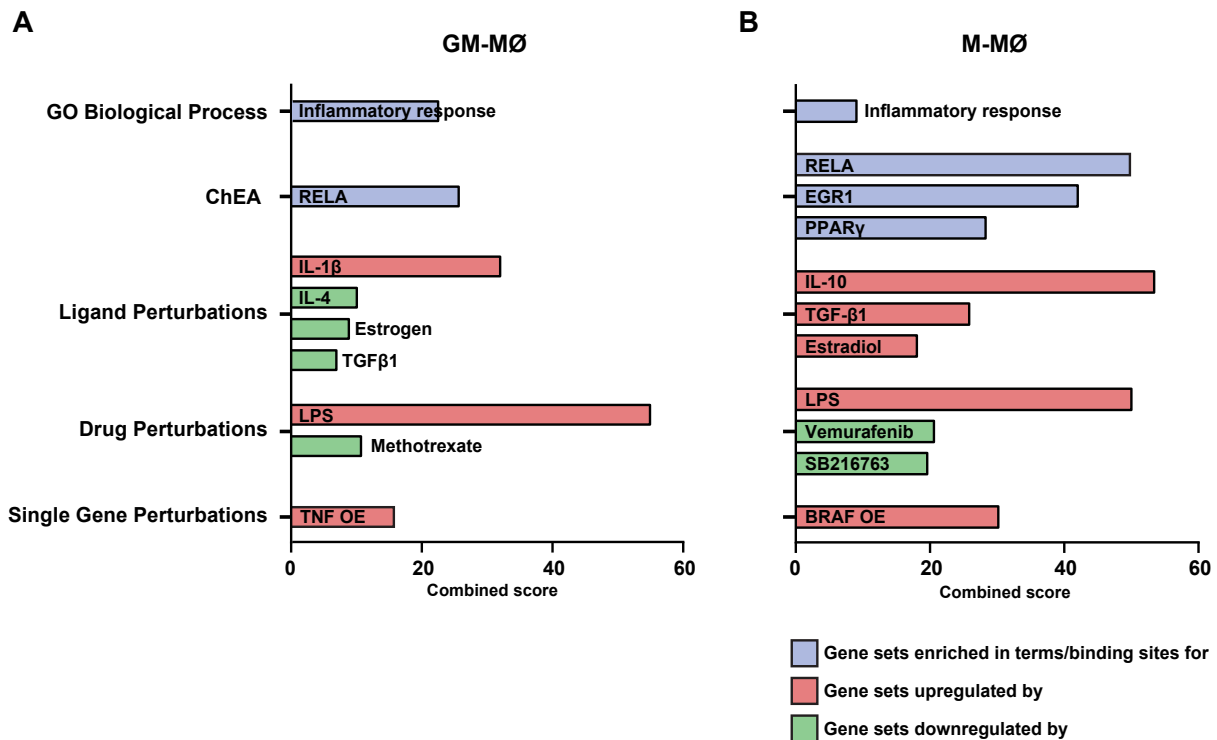 A
GM-MØ
GO Biological Process
Inflammatory response
ChEA
RELA
Ligand Perturbations
IL-1β
IL-4
Estrogen
TGFβ1
Drug Perturbations
LPS
Methotrexate
Single Gene Perturbations
TNF OE
0 20 40 60
Combined score
B
M-MØ
Inflammatory response
RELA
EGR1
PPARγ
IL-10
TGF-β1
Estradiol
LPS
Vemurafenib
SB216763
BRAF OE
0 20 40 60
Combined score
Gene sets enriched in terms/binding sites for
Gene sets upregulated by
Gene sets downregulated by